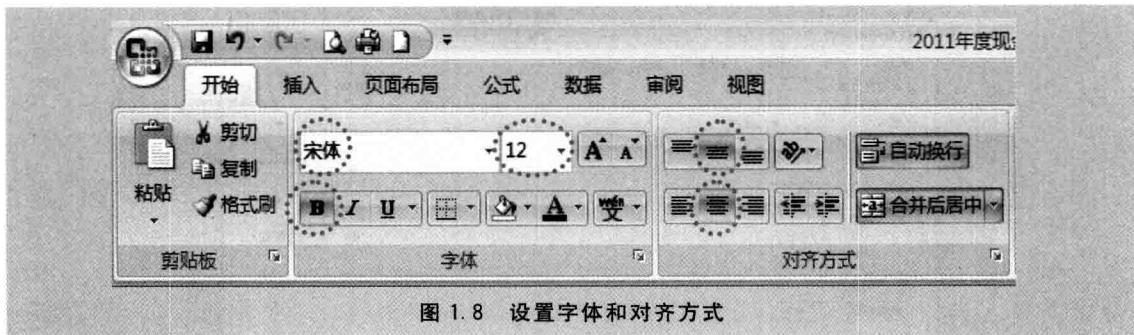 2011年度现
开始 插入 页面布局 公式 数据 审阅 视图
剪切
宋体 12 A A 自动换行
复制
粘贴
格式刷 B I U A wén 文 合并后居中
剪贴板 字体 对齐方式
图 1.8 设置字体和对齐方式